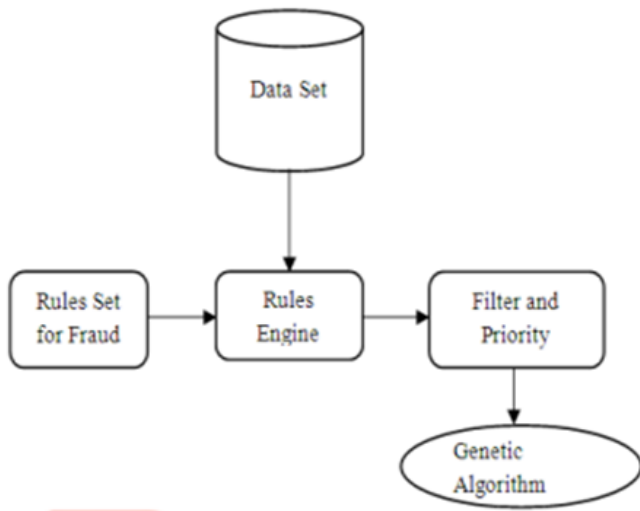 Data Set
Rules Set
for Fraud
Rules
Engine
Filter and
Priority
Genetic
Algorithm